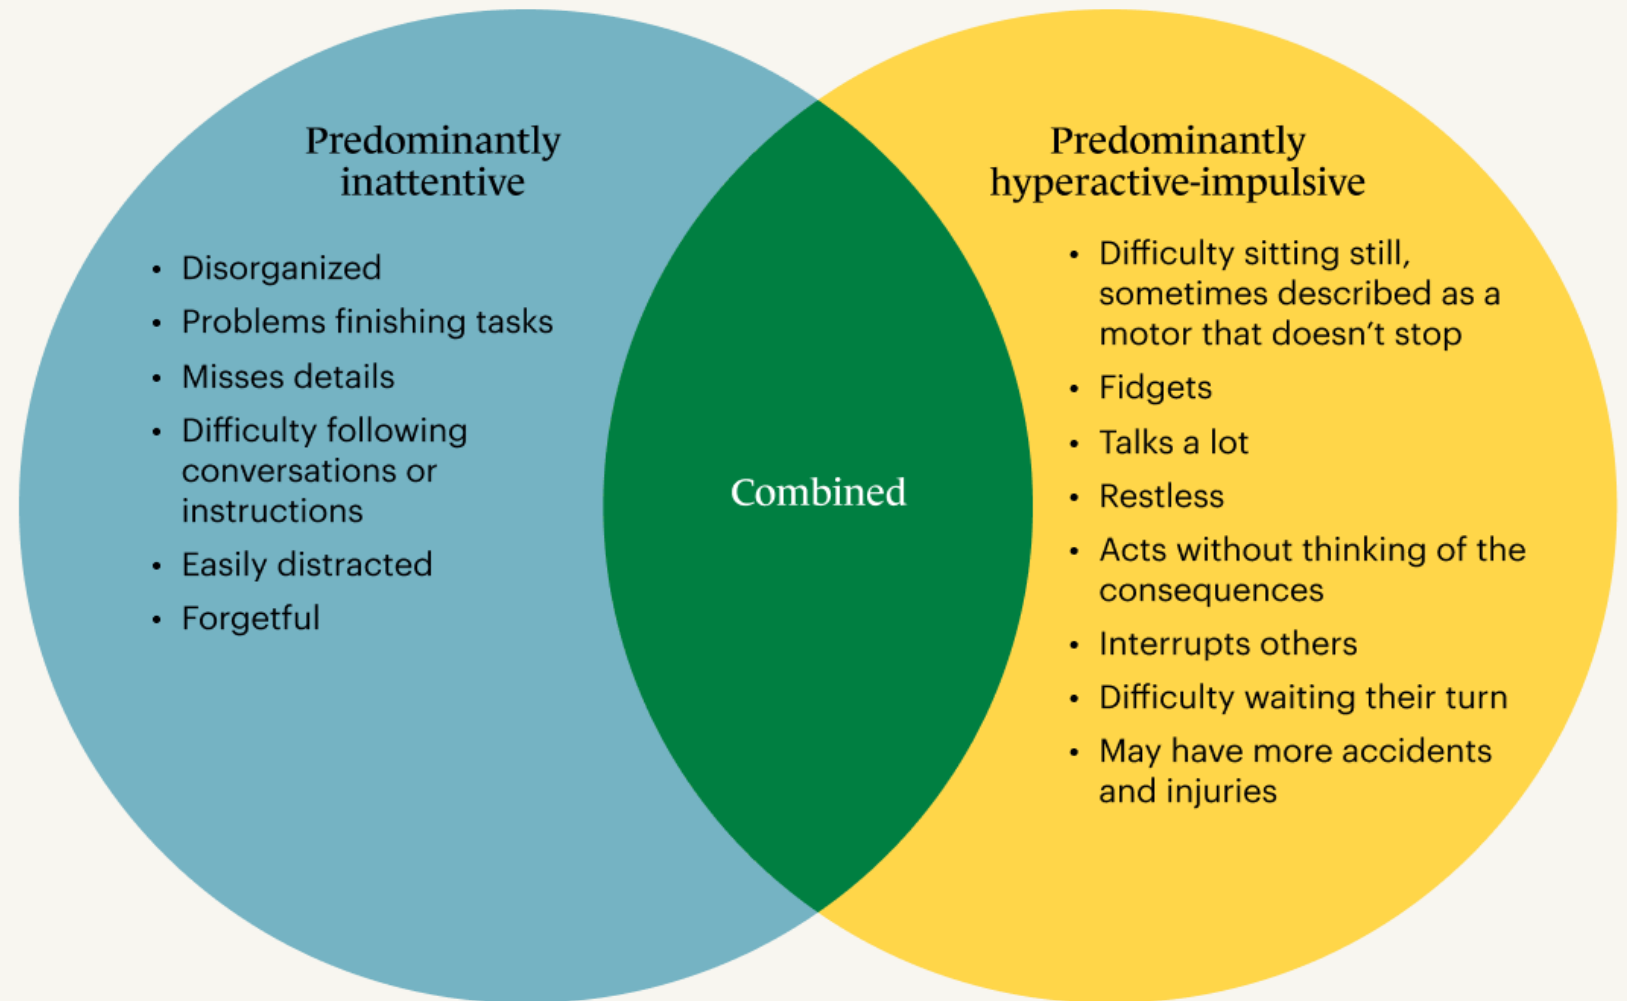 Predominantly
inattentive
• Disorganized
• Problems finishing tasks
• Misses details
• Difficulty following
conversations or
instructions
• Easily distracted
• Forgetful
Combined
Predominantly
hyperactive-impulsive
• Difficulty sitting still,
sometimes described as a
motor that doesn’t stop
• Fidgets
• Talks a lot
• Restless
• Acts without thinking of the
consequences
• Interrupts others
• Difficulty waiting their turn
• May have more accidents
and injuries